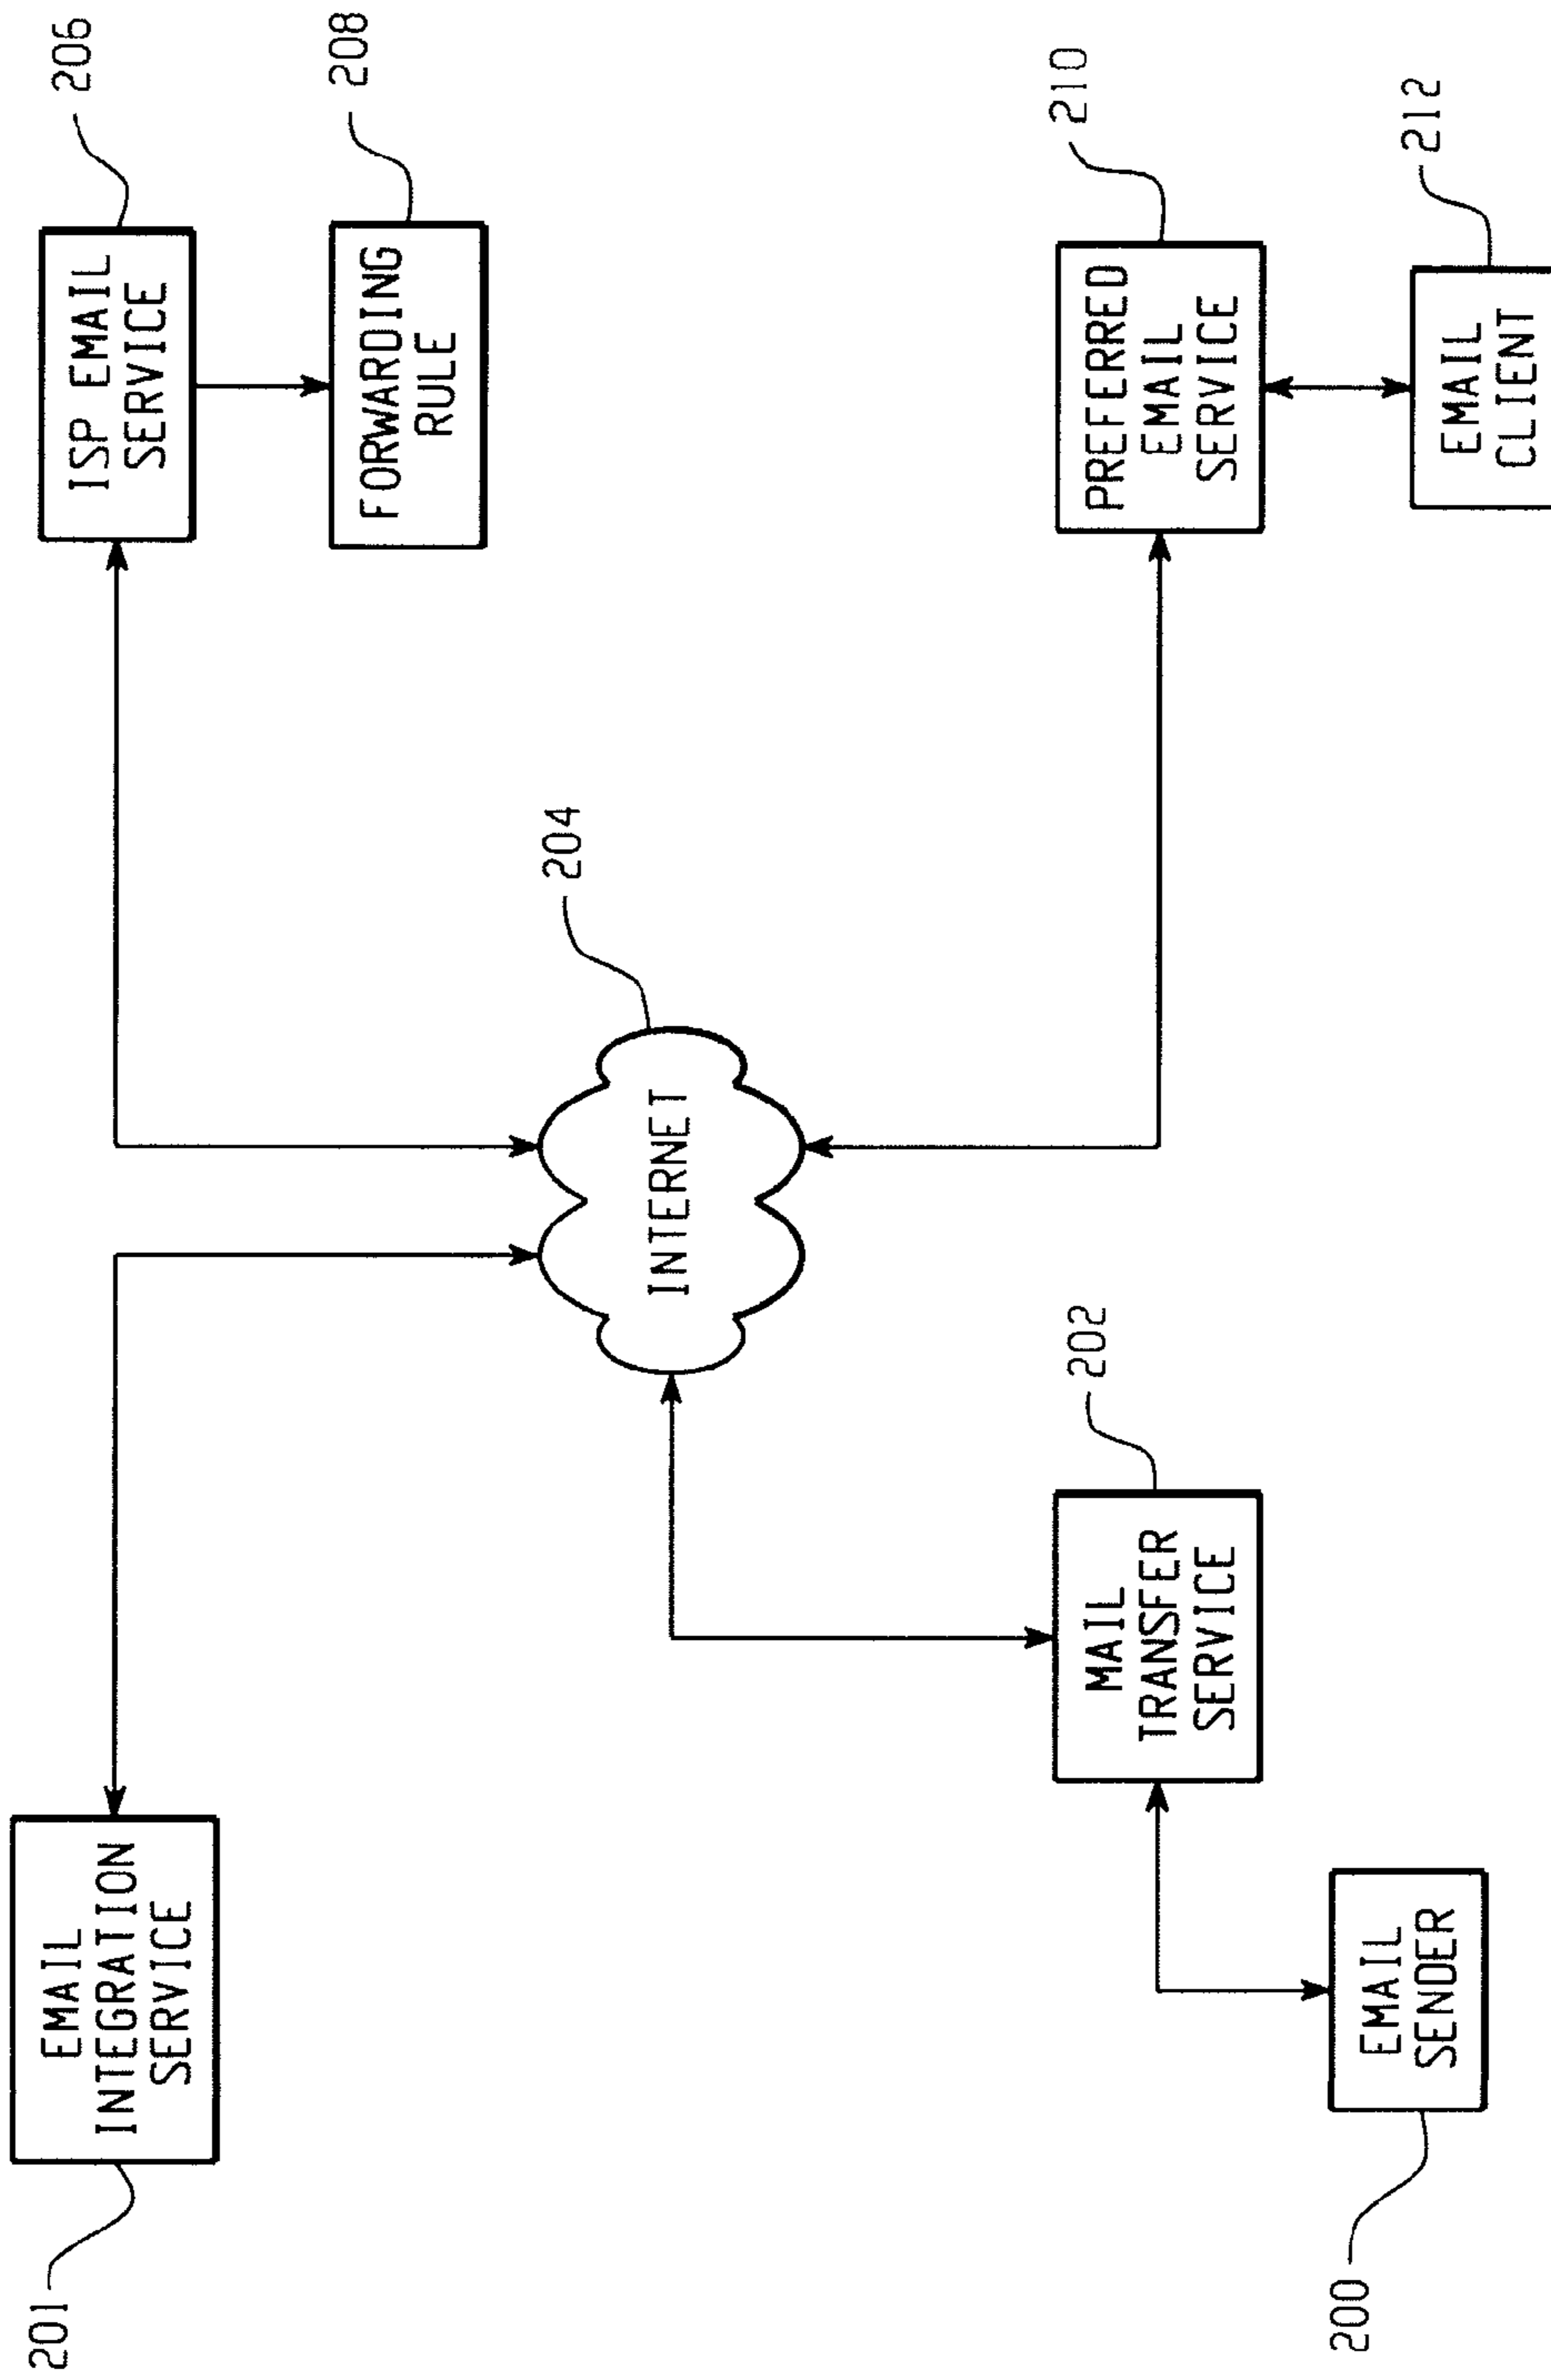 201
EMAIL
INTEGRATION
SERVICE
206
ISP EMAIL
SERVICE
208
FORWARDING
RULE
204
INTERNET
202
MAIL
TRANSFER
SERVICE
200
EMAIL
SENDER
210
PREFERRED
EMAIL
SERVICE
212
EMAIL
CLIENT